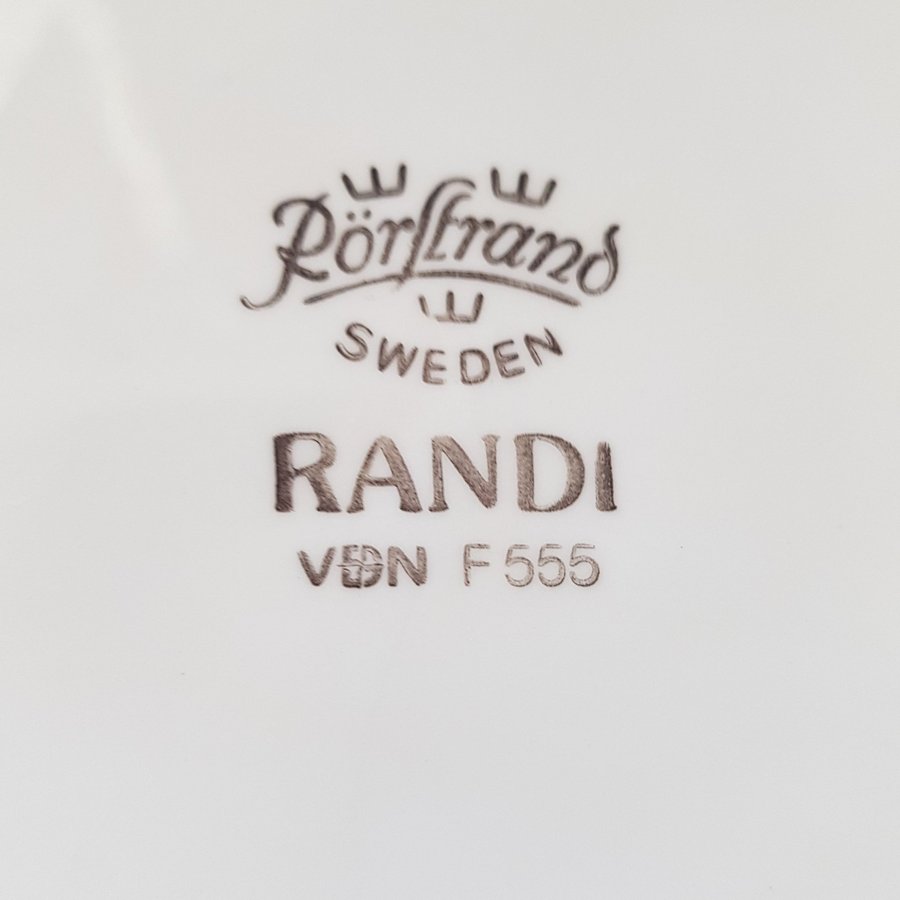 Rörstrand
SWEDEN
RANDI
VDN F 555